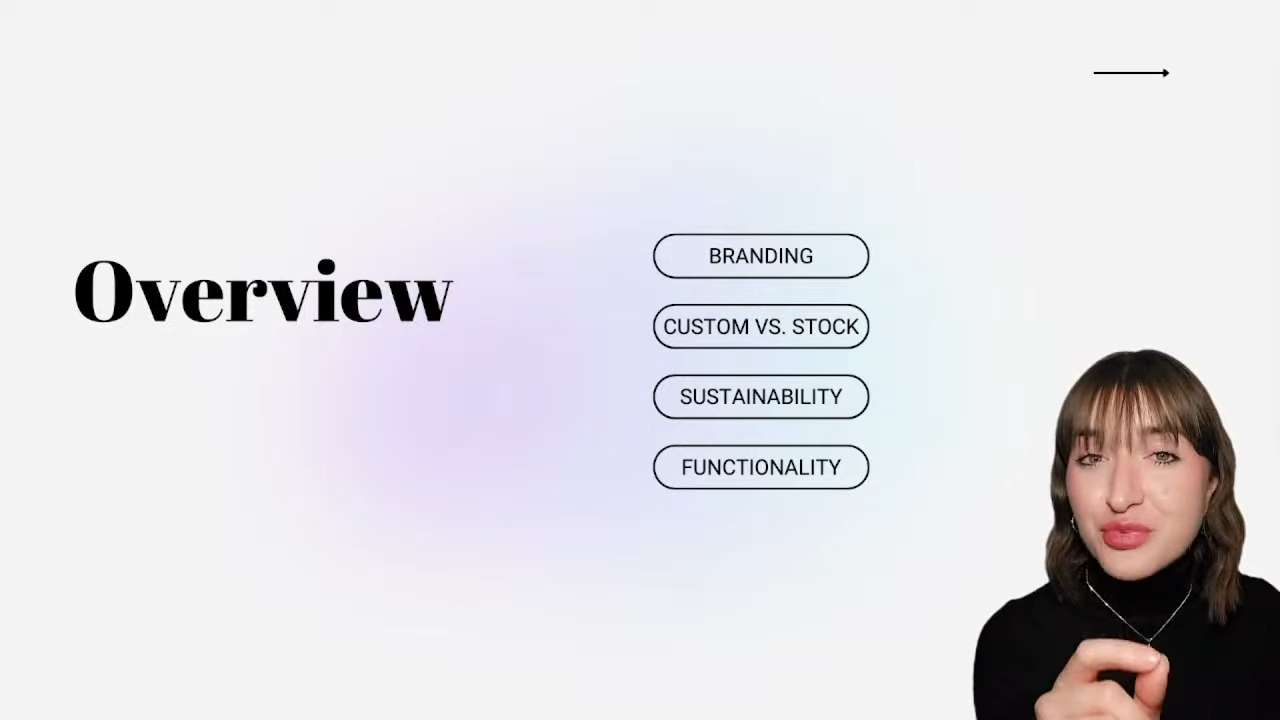 Overview
BRANDING
CUSTOM VS. STOCK
SUSTAINABILITY
FUNCTIONALITY